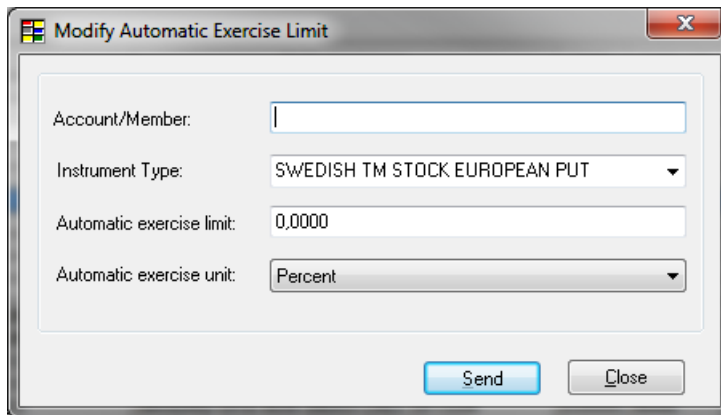 Modify Automatic Exercise Limit
Account/Member:
Instrument Type: SWEDISH TM STOCK EUROPEAN PUT
Automatic exercise limit: 0,0000
Automatic exercise unit: Percent
Send Close